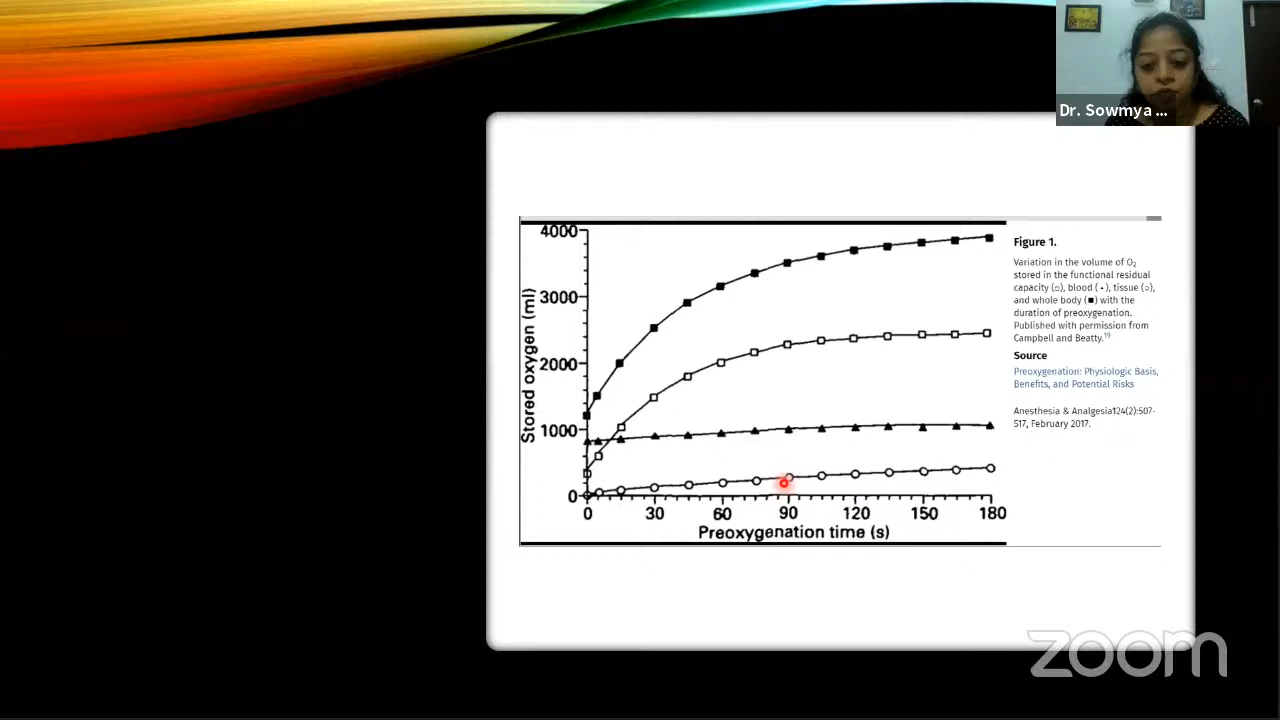 Dr. Sowmya ...
4000
3000
2000
1000
0
Stored oxygen (ml)
0 30 60 90 120 150 180
Preoxygenation time (s)
Figure 1.
Variation in the volume of O₂
stored in the functional residual
capacity (▫), blood (▴), tissue (○),
and whole body (■) with the
duration of preoxygenation.
Published with permission from
Campbell and Beatty.¹⁹
Source
Preoxygenation: Physiologic Basis,
Benefits, and Potential Risks
Anesthesia & Analgesia124(2):507-
517, February 2017.
zoom